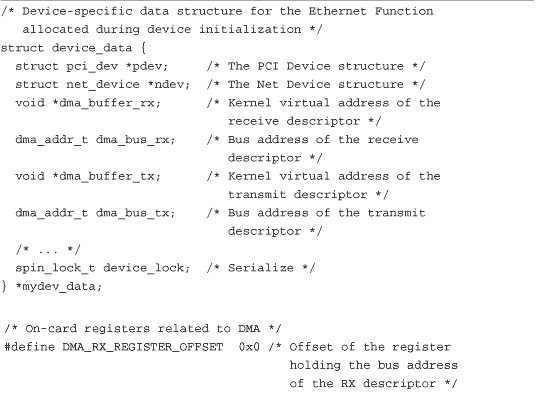 /* Device-specific data structure for the Ethernet Function
   allocated during device initialization */
struct device_data {
  struct pci_dev *pdev;     /* The PCI Device structure */
  struct net_device *ndev;  /* The Net Device structure */
  void *dma_buffer_rx;      /* Kernel virtual address of the
                               receive descriptor */
  dma_addr_t dma_bus_rx;    /* Bus address of the receive
                               descriptor */
  void *dma_buffer_tx;      /* Kernel virtual address of the
                               transmit descriptor */
  dma_addr_t dma_bus_tx;    /* Bus address of the transmit
                               descriptor */
  /* ... */
  spin_lock_t device_lock;  /* Serialize */
} *mydev_data;

/* On-card registers related to DMA */
#define DMA_RX_REGISTER_OFFSET  0x0 /* Offset of the register
                                       holding the bus address
                                       of the RX descriptor */